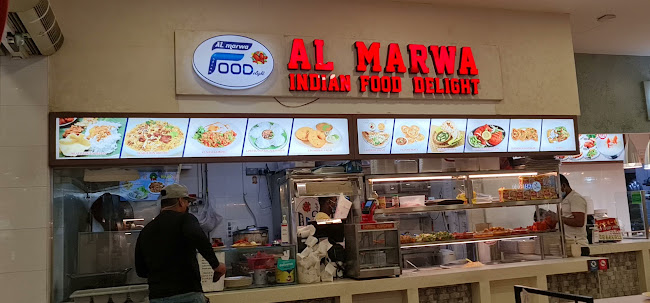 AL marwa
FOOD
AL MARWA
INDIAN FOOD DELIGHT